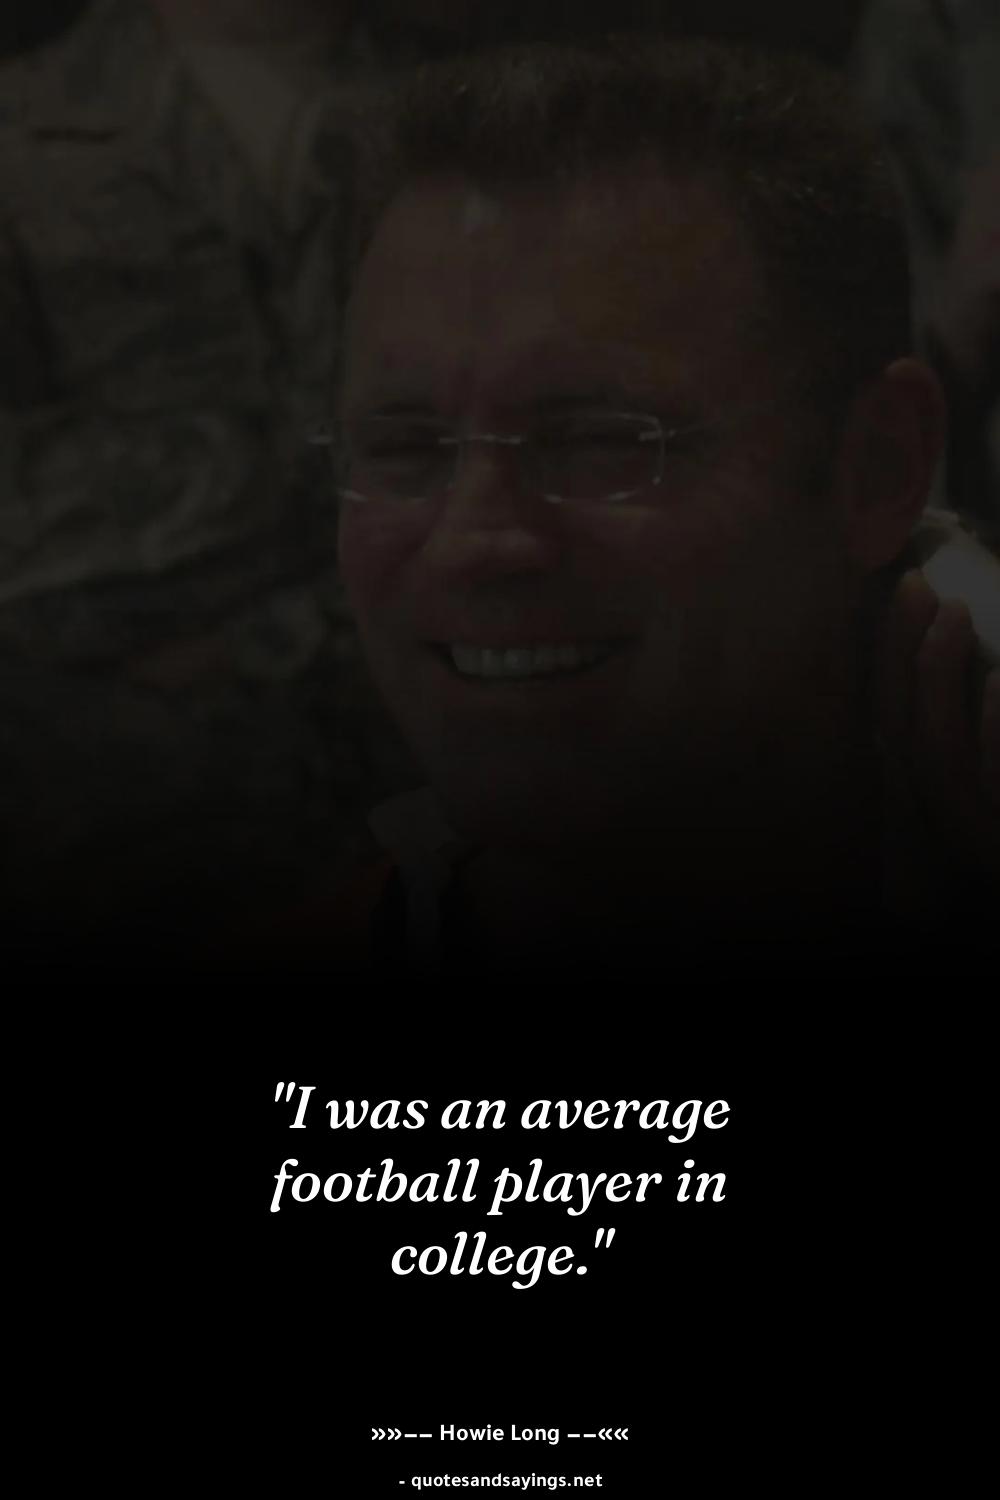 "I was an average
football player in
college."
»»−− Howie Long −−««
- quotesandsayings.net